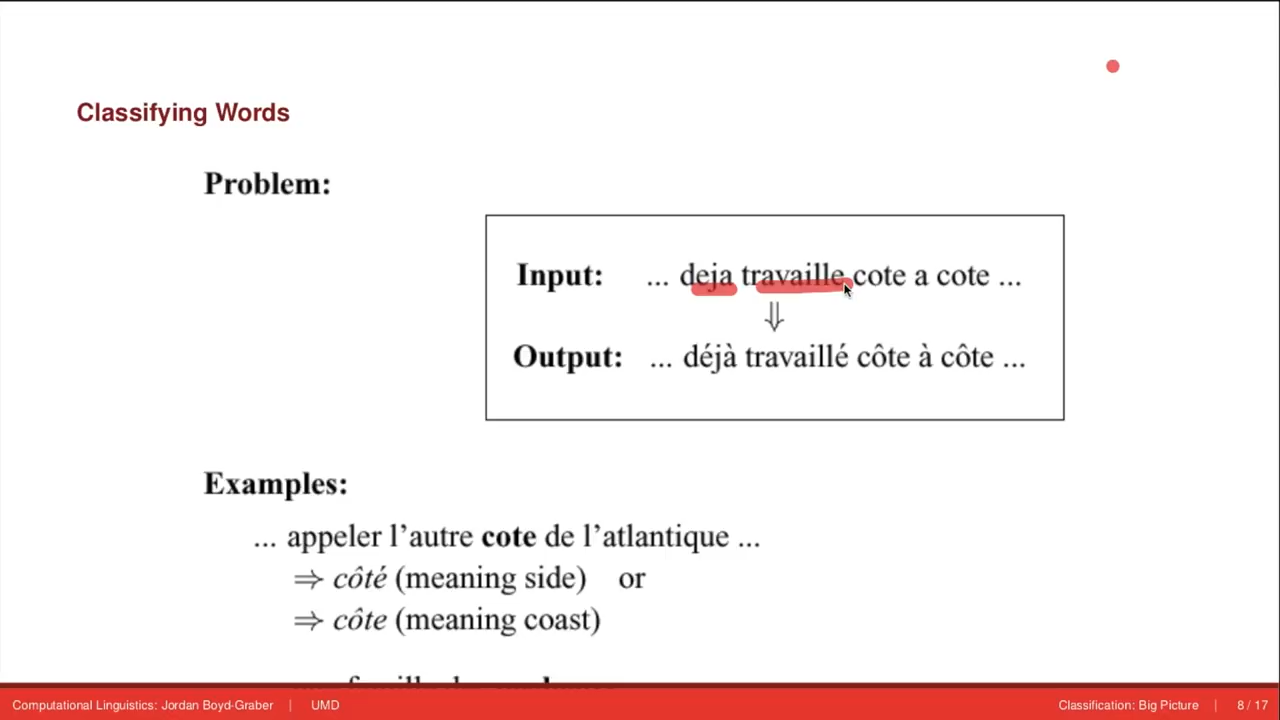 Classifying Words
Problem:
Input: ... deja travaille cote a cote ...
⇓
Output: ... déjà travaillé côte à côte ...
Examples:
... appeler l’autre cote de l’atlantique ...
⇒ côté (meaning side) or
⇒ côte (meaning coast)
Computational Linguistics: Jordan Boyd-Graber | UMD Classification: Big Picture | 8 / 17